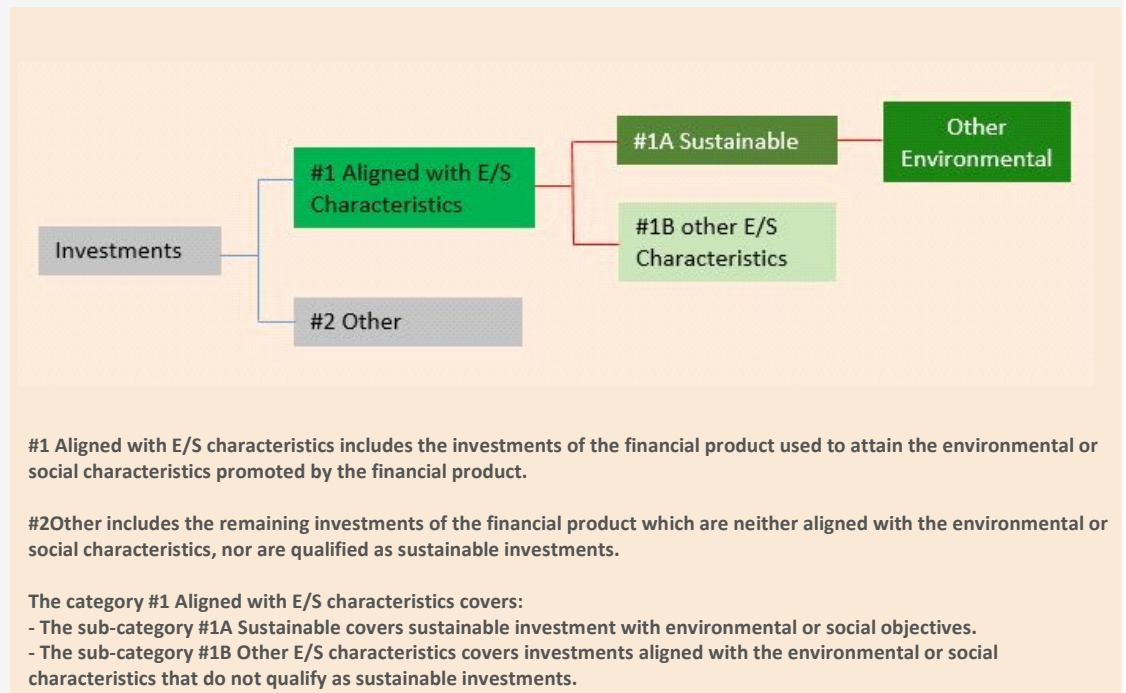 Other
Environmental
#1A Sustainable
#1 Aligned with E/S
Characteristics
#1B other E/S
Characteristics
Investments
#2 Other
#1 Aligned with E/S characteristics includes the investments of the financial product used to attain the environmental or
social characteristics promoted by the financial product.
#2Other includes the remaining investments of the financial product which are neither aligned with the environmental or
social characteristics, nor are qualified as sustainable investments.
The category #1 Aligned with E/S characteristics covers:
- The sub-category #1A Sustainable covers sustainable investment with environmental or social objectives.
- The sub-category #1B Other E/S characteristics covers investments aligned with the environmental or social
characteristics that do not qualify as sustainable investments.